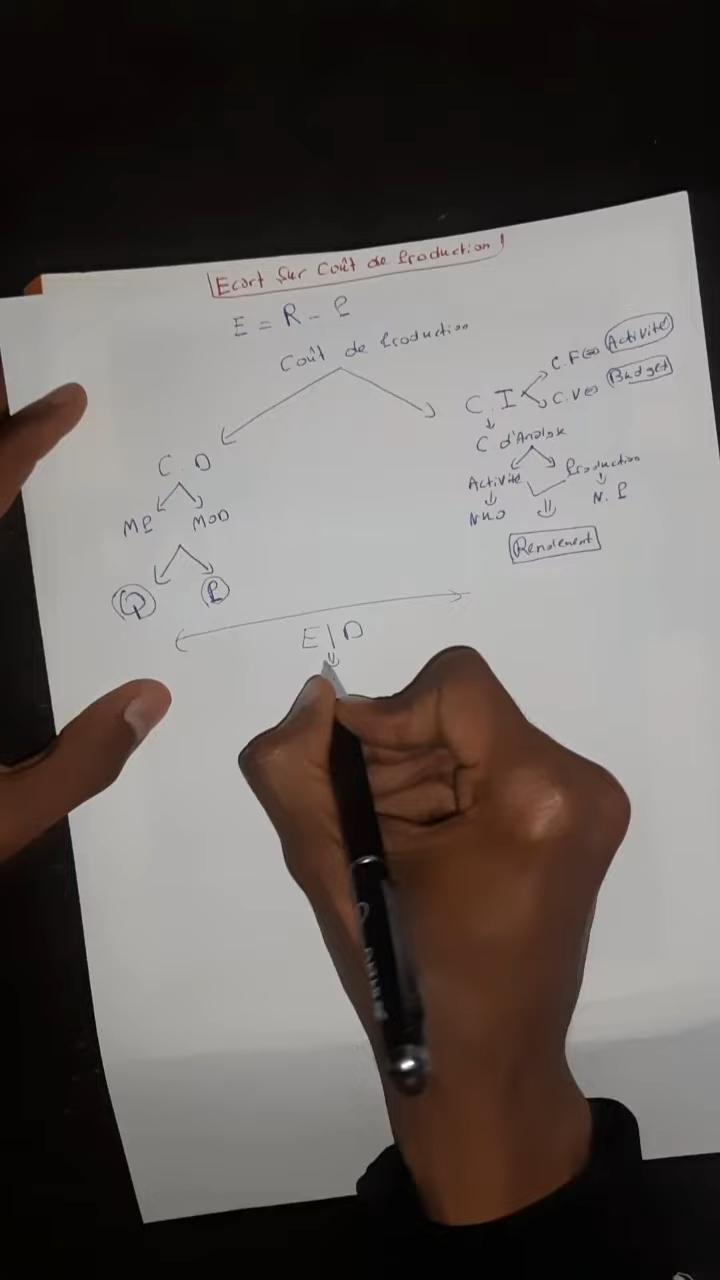 Ecart Sur Coût de Production
E = R - P
Coût de Production
C.D
MP MOD
Q P
C.I
C.F Activité
C.V Budget
C d'Analyse
Activité Production
N.P
Rendement
E/D